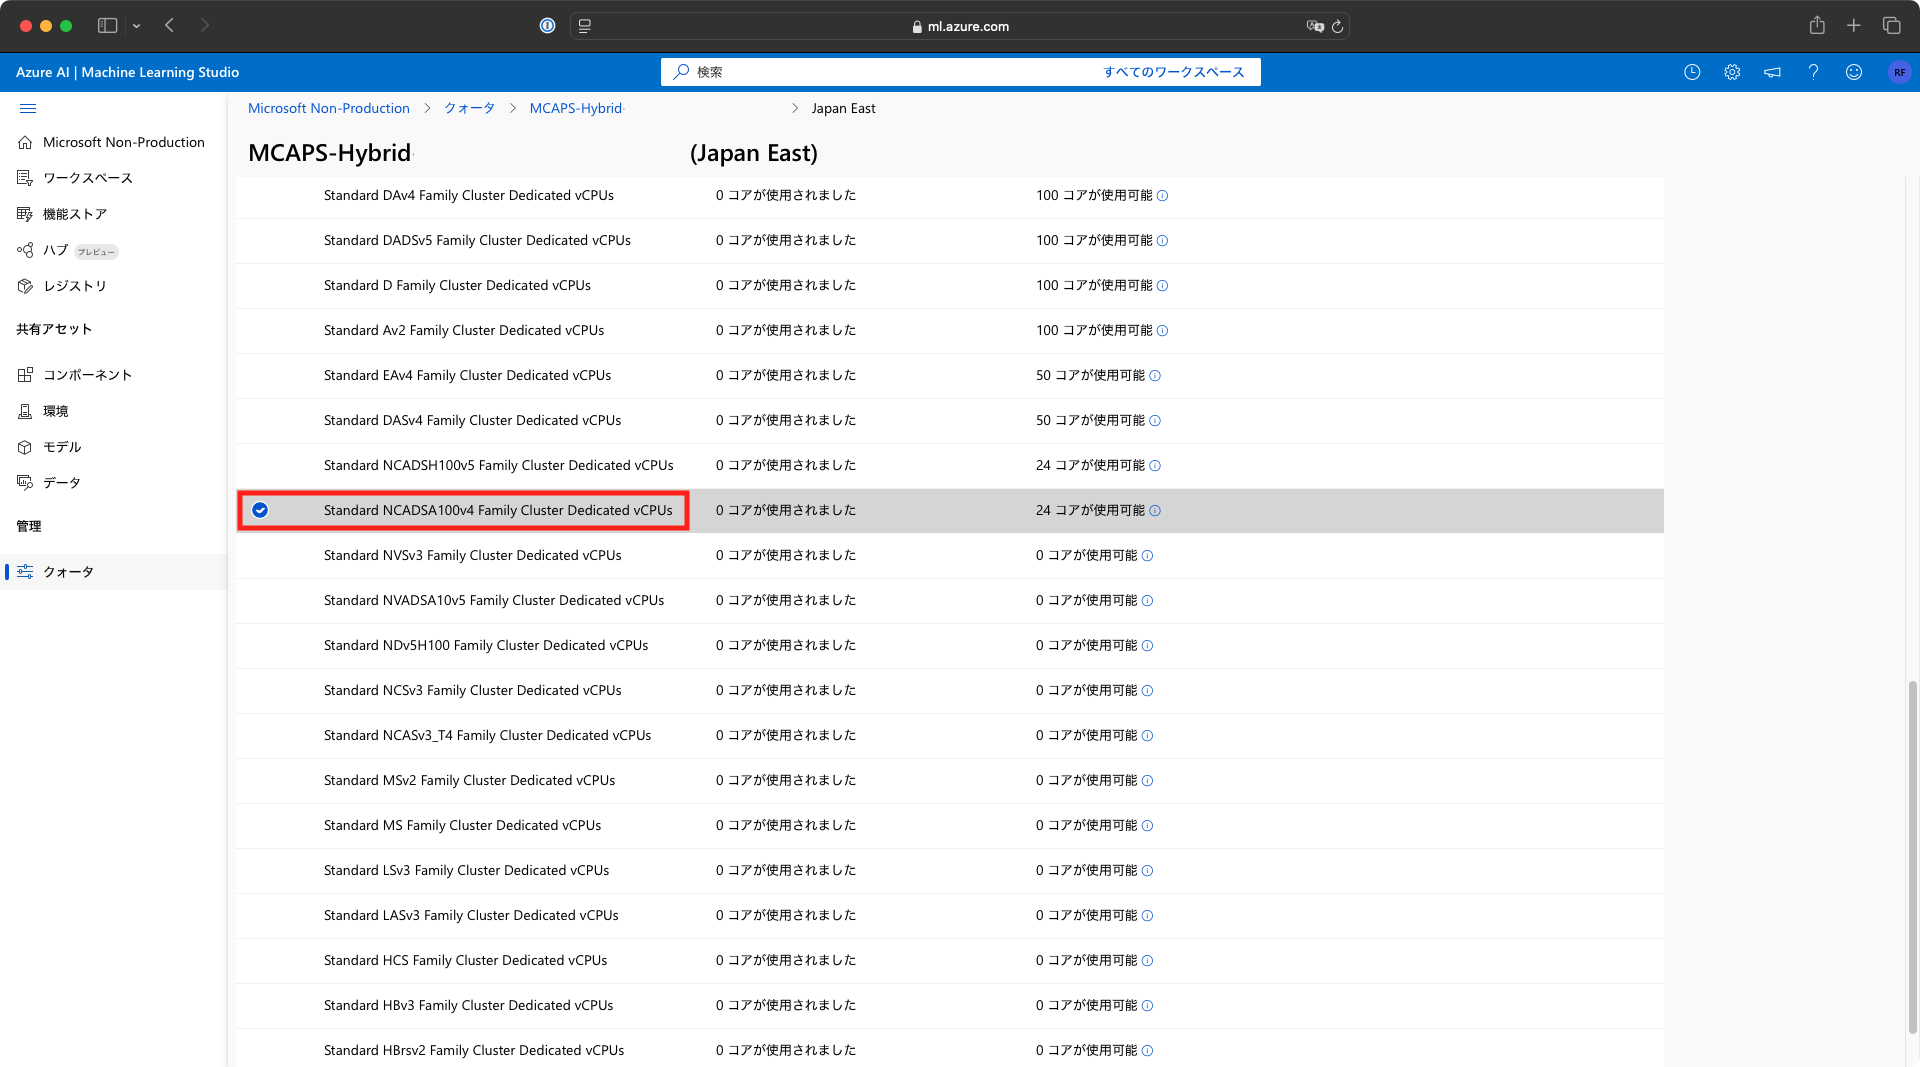 ml.azure.com
Azure AI | Machine Learning Studio
検索
すべてのワークスペース
RF
Microsoft Non-Production
クォータ
MCAPS-Hybrid
Japan East
Microsoft Non-Production
ワークスペース
機能ストア
ハブ プレビュー
レジストリ
共有アセット
コンポーネント
環境
モデル
データ
管理
クォータ
MCAPS-Hybrid (Japan East)
Standard DAv4 Family Cluster Dedicated vCPUs 0 コアが使用されました 100 コアが使用可能
Standard DADSv5 Family Cluster Dedicated vCPUs 0 コアが使用されました 100 コアが使用可能
Standard D Family Cluster Dedicated vCPUs 0 コアが使用されました 100 コアが使用可能
Standard Av2 Family Cluster Dedicated vCPUs 0 コアが使用されました 100 コアが使用可能
Standard EAv4 Family Cluster Dedicated vCPUs 0 コアが使用されました 50 コアが使用可能
Standard DASv4 Family Cluster Dedicated vCPUs 0 コアが使用されました 50 コアが使用可能
Standard NCADSH100v5 Family Cluster Dedicated vCPUs 0 コアが使用されました 24 コアが使用可能
Standard NCADSA100v4 Family Cluster Dedicated vCPUs 0 コアが使用されました 24 コアが使用可能
Standard NVSv3 Family Cluster Dedicated vCPUs 0 コアが使用されました 0 コアが使用可能
Standard NVADSA10v5 Family Cluster Dedicated vCPUs 0 コアが使用されました 0 コアが使用可能
Standard NDv5H100 Family Cluster Dedicated vCPUs 0 コアが使用されました 0 コアが使用可能
Standard NCSv3 Family Cluster Dedicated vCPUs 0 コアが使用されました 0 コアが使用可能
Standard NCASv3_T4 Family Cluster Dedicated vCPUs 0 コアが使用されました 0 コアが使用可能
Standard MSv2 Family Cluster Dedicated vCPUs 0 コアが使用されました 0 コアが使用可能
Standard MS Family Cluster Dedicated vCPUs 0 コアが使用されました 0 コアが使用可能
Standard LSv3 Family Cluster Dedicated vCPUs 0 コアが使用されました 0 コアが使用可能
Standard LASv3 Family Cluster Dedicated vCPUs 0 コアが使用されました 0 コアが使用可能
Standard HCS Family Cluster Dedicated vCPUs 0 コアが使用されました 0 コアが使用可能
Standard HBv3 Family Cluster Dedicated vCPUs 0 コアが使用されました 0 コアが使用可能
Standard HBrsv2 Family Cluster Dedicated vCPUs 0 コアが使用されました 0 コアが使用可能